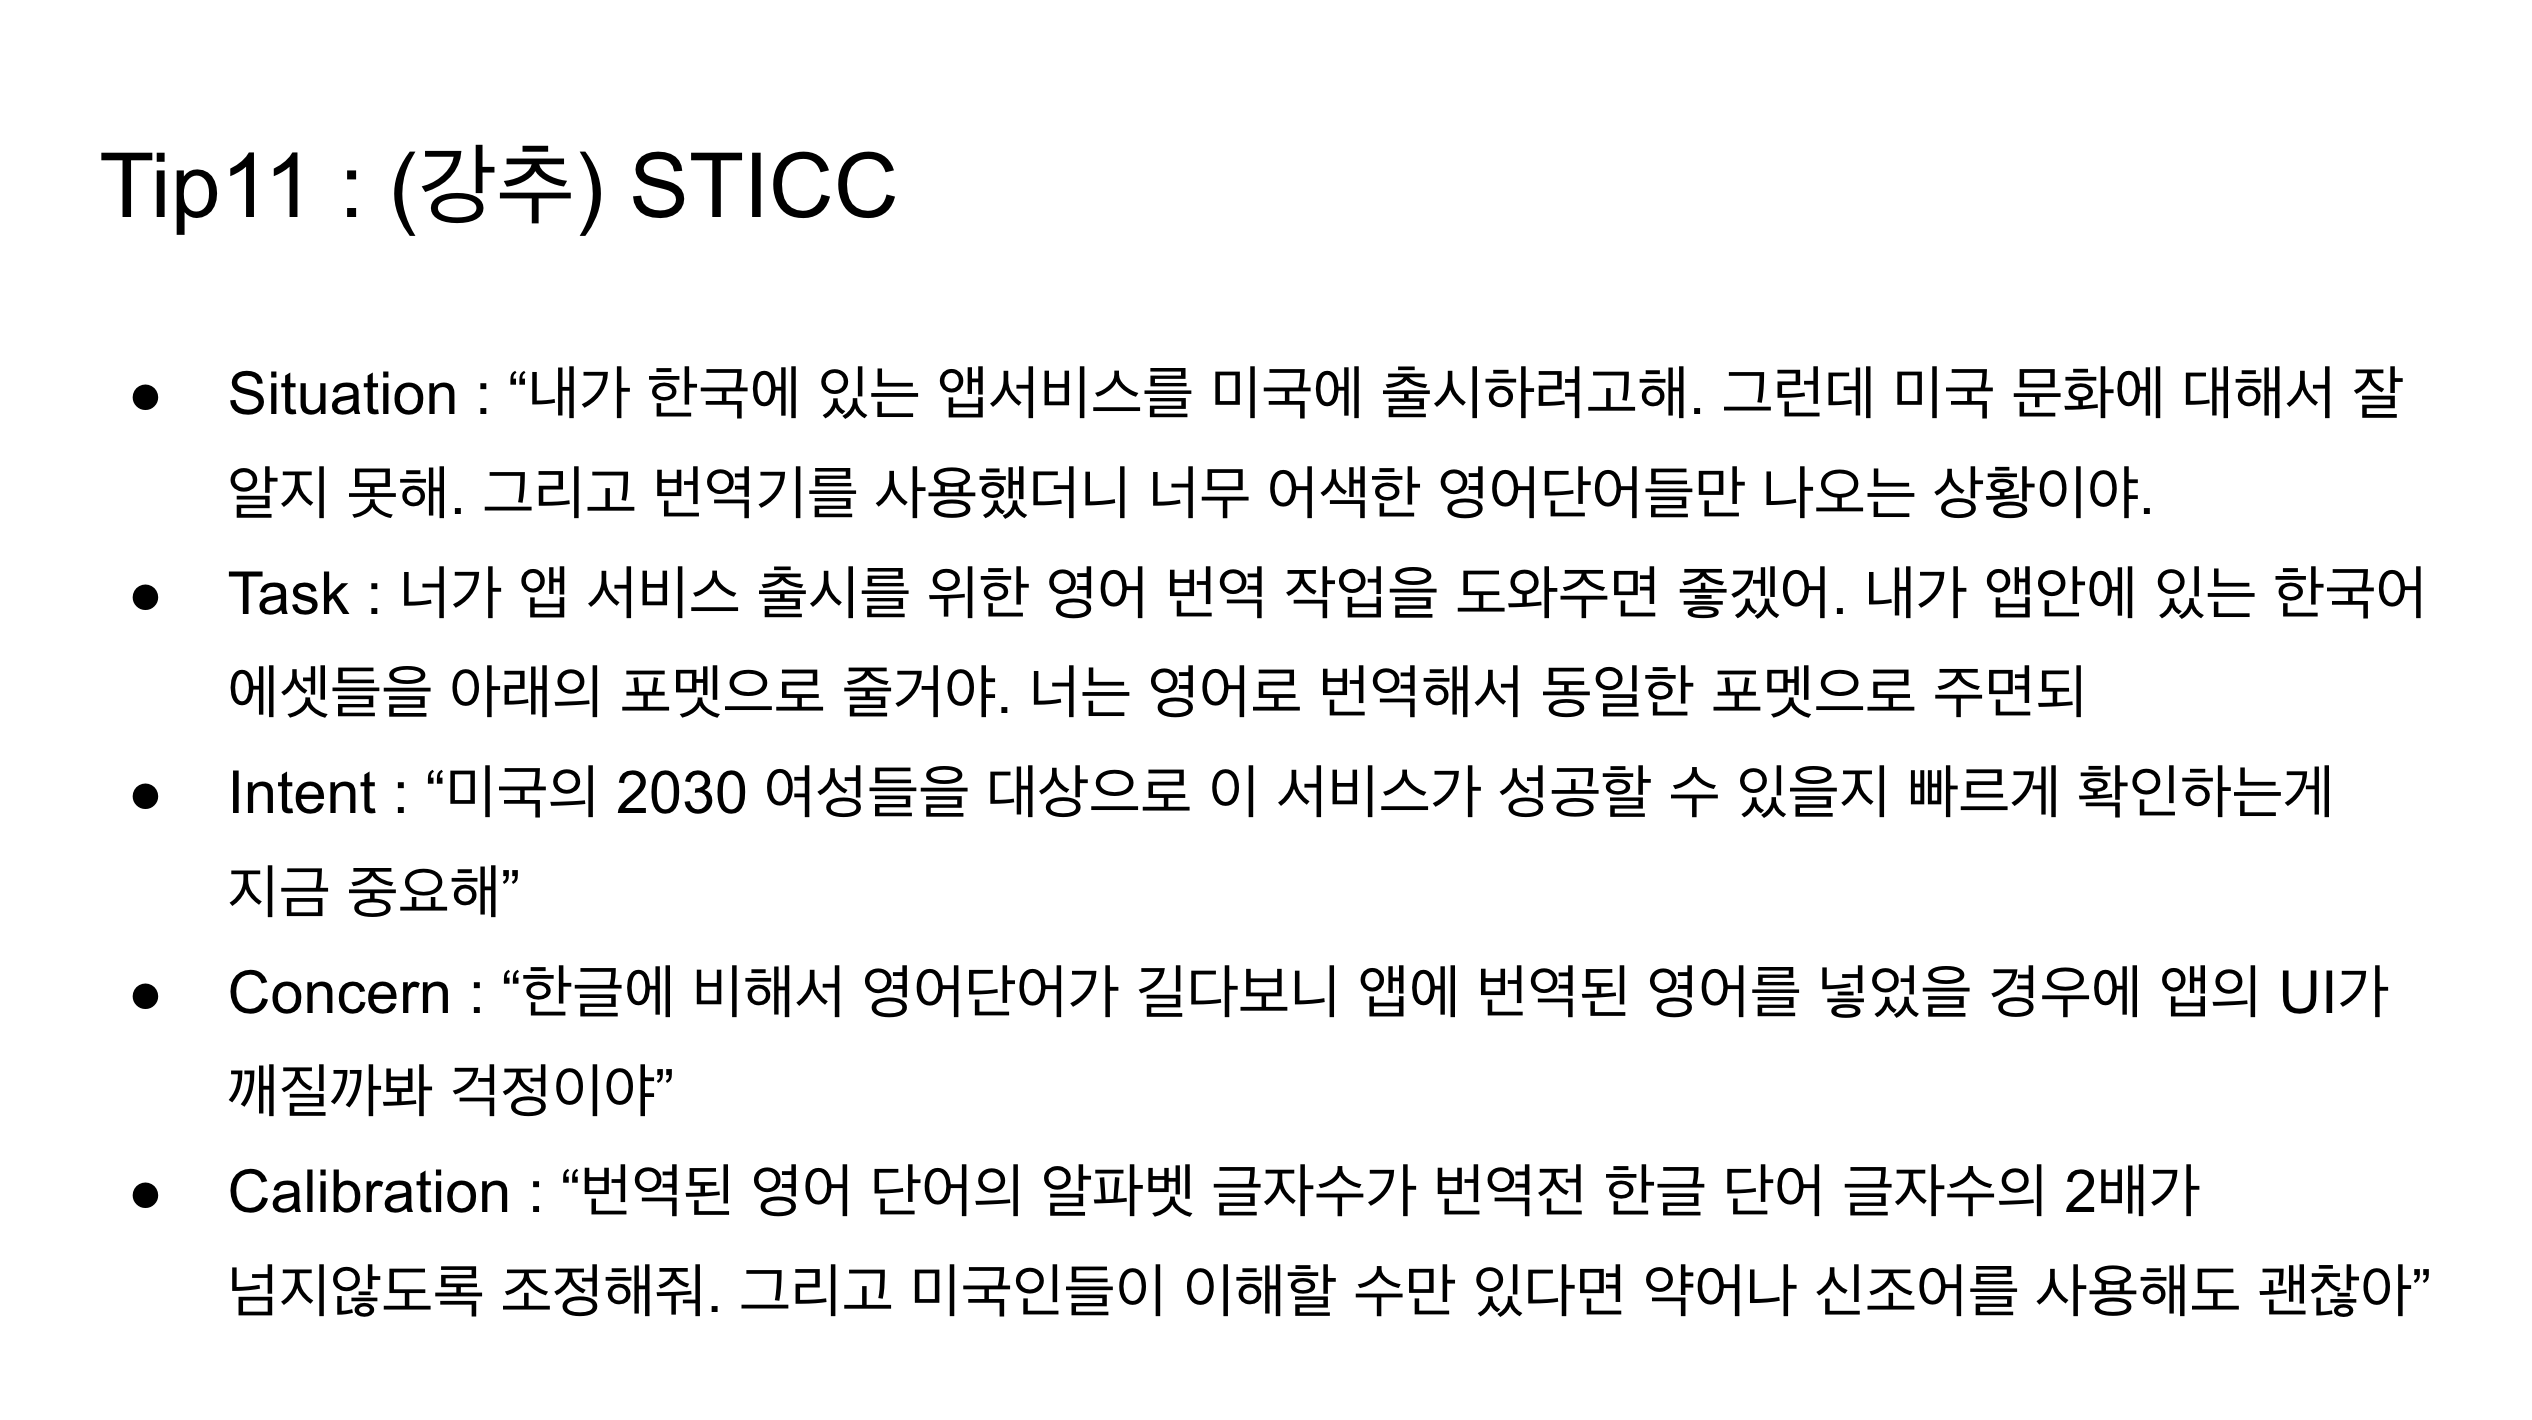 Tip11 : (강추) STICC
● Situation : “내가 한국에 있는 앱서비스를 미국에 출시하려고해. 그런데 미국 문화에 대해서 잘
알지 못해. 그리고 번역기를 사용했더니 너무 어색한 영어단어들만 나오는 상황이야.
● Task : 너가 앱 서비스 출시를 위한 영어 번역 작업을 도와주면 좋겠어. 내가 앱안에 있는 한국어
에셋들을 아래의 포멧으로 줄거야. 너는 영어로 번역해서 동일한 포멧으로 주면되
● Intent : “미국의 2030 여성들을 대상으로 이 서비스가 성공할 수 있을지 빠르게 확인하는게
지금 중요해”
● Concern : “한글에 비해서 영어단어가 길다보니 앱에 번역된 영어를 넣었을 경우에 앱의 UI가
깨질까봐 걱정이야”
● Calibration : “번역된 영어 단어의 알파벳 글자수가 번역전 한글 단어 글자수의 2배가
넘지않도록 조정해줘. 그리고 미국인들이 이해할 수만 있다면 약어나 신조어를 사용해도 괜찮아”